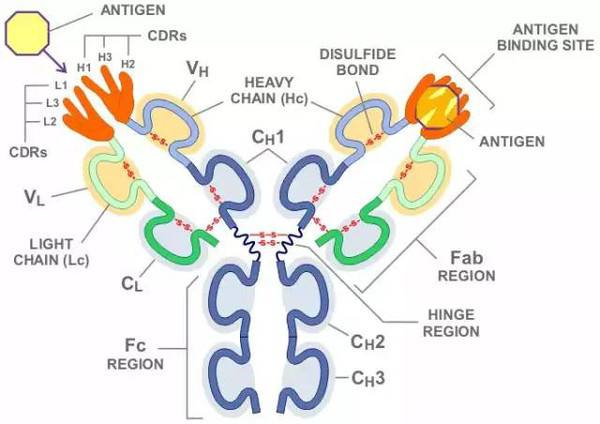 ANTIGEN
CDRs
H3
H1
H2
L1
L3
L2
CDRs
VH
HEAVY
CHAIN (Hc)
DISULFIDE
BOND
ANTIGEN
BINDING SITE
ANTIGEN
CH1
VL
LIGHT
CHAIN (Lc)
CL
-S-S-
-S-S-
-S-S-
-S-S-
-S-S-
-S-S-
-S-S-
-S-S-
-S-S-
-S-S-
Fab
REGION
HINGE
REGION
Fc
REGION
CH2
CH3